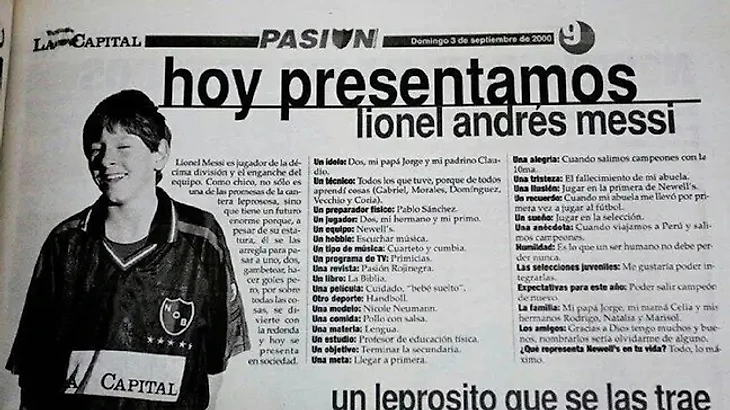 LA CAPITAL
PASION
Domingo 3 de septiembre de 2000
9
hoy presentamos
lionel andrés messi
Lionel Messi es jugador de la dé-
cima división y el enganche del
equipo. Como chico, no sólo es
una de las promesas de la can-
tera leprososa, sino
que tiene un futuro
enorme porque, a
pesar de su esta-
tura, él se las
arregla para pa-
sar a uno, dos,
gambetear, ha-
cer goles pe-
ro, por sobre
todas las co-
sas, se di-
vierte con
la redonda
y hoy se
presenta
en sociedad.
Un ídolo: Dos, mi papá Jorge y mi padrino Clau-
dio.
Un técnico: Todos los que tuve, porque de todos
aprendí cosas (Gabriel, Morales, Domínguez,
Vecchio y Coria).
Un preparador físico: Pablo Sánchez.
Un jugador: Dos, mi hermano y mi primo.
Un equipo: Newell's.
Un hobbie: Escuchar música.
Un tipo de música: Cuarteto y cumbia.
Un programa de TV: Primicias.
Una revista: Pasión Rojinegra.
Un libro: La Biblia.
Una película: Cuidado, "bebé suelto".
Otro deporte: Handboll.
Una modelo: Nicole Neumann.
Una comida: Pollo con salsa.
Una materia: Lengua.
Un estudio: Profesor de educación física.
Un objetivo: Terminar la secundaria.
Una meta: Llegar a primera.
Una alegría: Cuando salimos campeones con la
10ma.
Una tristeza: El fallecimiento de mi abuela.
Una ilusión: Jugar en la primera de Newell's.
Un recuerdo: Cuando mi abuela me llevó por pri-
mera vez a jugar al fútbol.
Un sueño: Jugar en la selección.
Una anécdota: Cuando viajamos a Perú y sali-
mos campeones.
Humildad: Es lo que un ser humano no debe per-
der nunca.
Las selecciones juveniles: Me gustaría poder in-
tegrarlas.
Expectativas para este año: Poder salir campeón
de nuevo.
La familia: Mi papá Jorge, mi mamá Celia y mis
hermanos Rodrigo, Natalia y Marisol.
Los amigos: Gracias a Dios tengo muchos y bue-
nos, nombrarlos sería olvidarme de alguno.
¿Qué representa Newell's en tu vida? Todo, lo má-
ximo.
NOB
A CAPITAL
un leprosito que se las trae